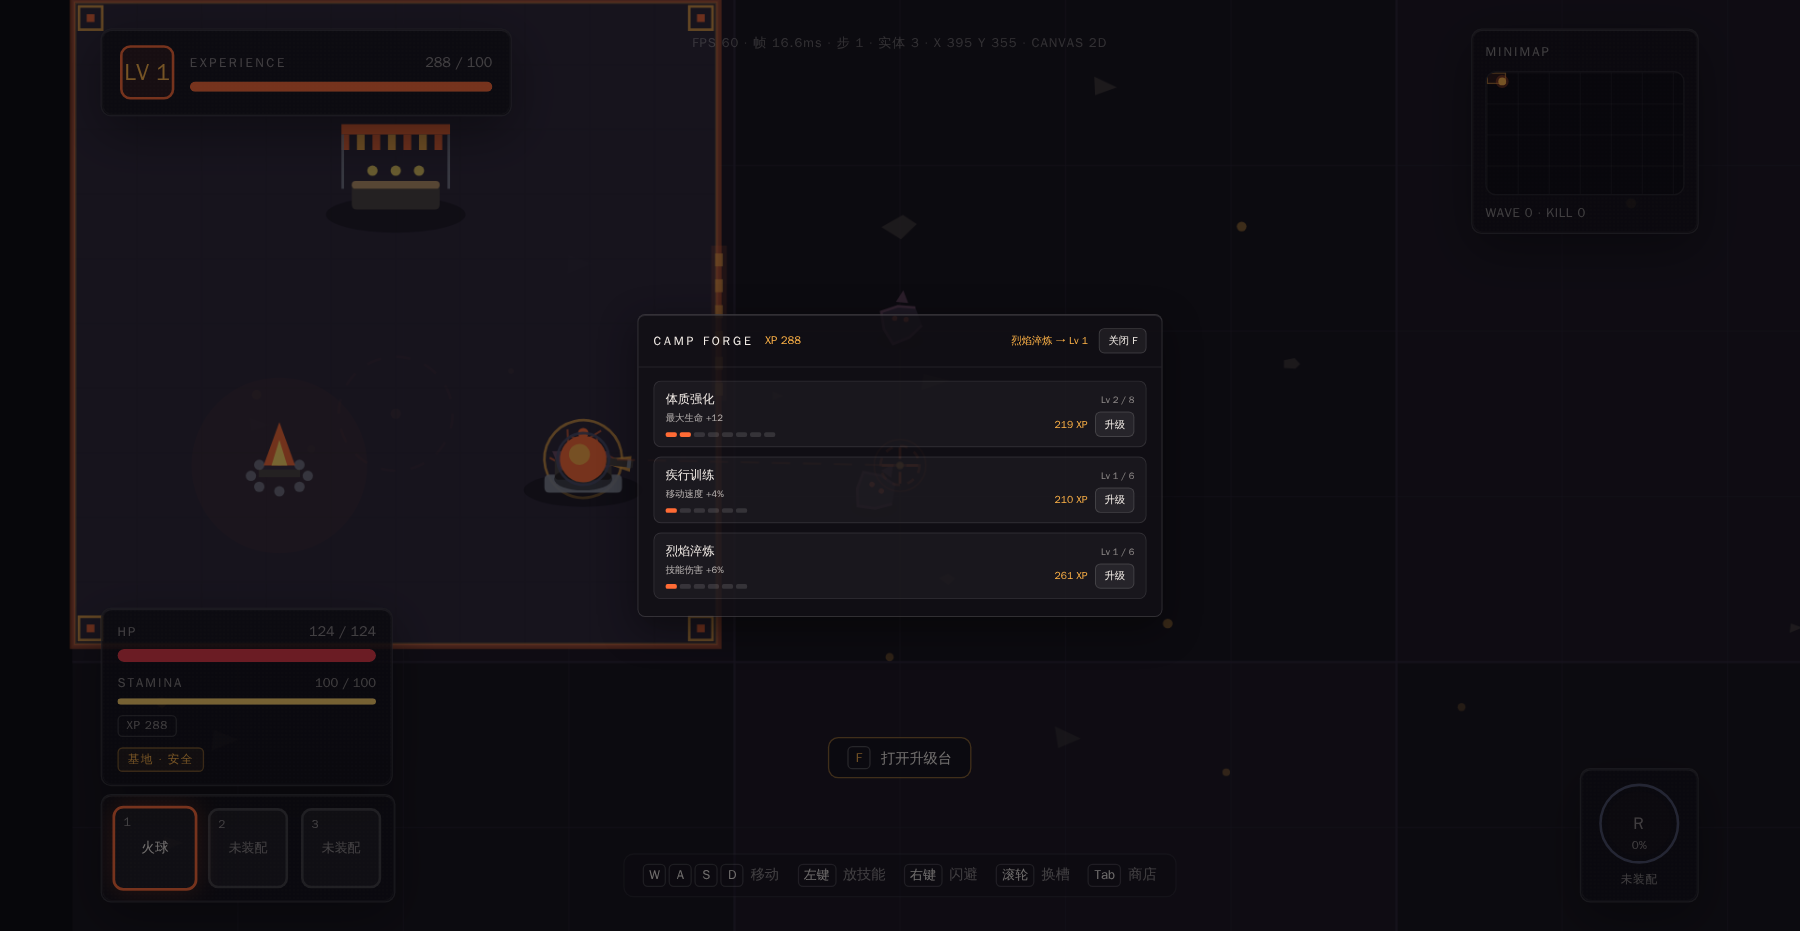 FPS 60 · 帧 16.6ms · 步 1 · 实体 3 · X 395 Y 355 · CANVAS 2D
LV 1
EXPERIENCE 288 / 100
MINIMAP
WAVE 0 · KILL 0
CAMP FORGE XP 288 烈焰淬炼 → Lv 1 关闭 F
体质强化 Lv 2 / 8
最大生命 +12 219 XP 升级
疾行训练 Lv 1 / 6
移动速度 +4% 210 XP 升级
烈焰淬炼 Lv 1 / 6
技能伤害 +6% 261 XP 升级
HP 124 / 124
STAMINA 100 / 100
XP 288
基地 · 安全
F 打开升级台
1 火球
2 未装配
3 未装配
W A S D 移动 左键 放技能 右键 闪避 滚轮 换槽 Tab 商店
R
0%
未装配